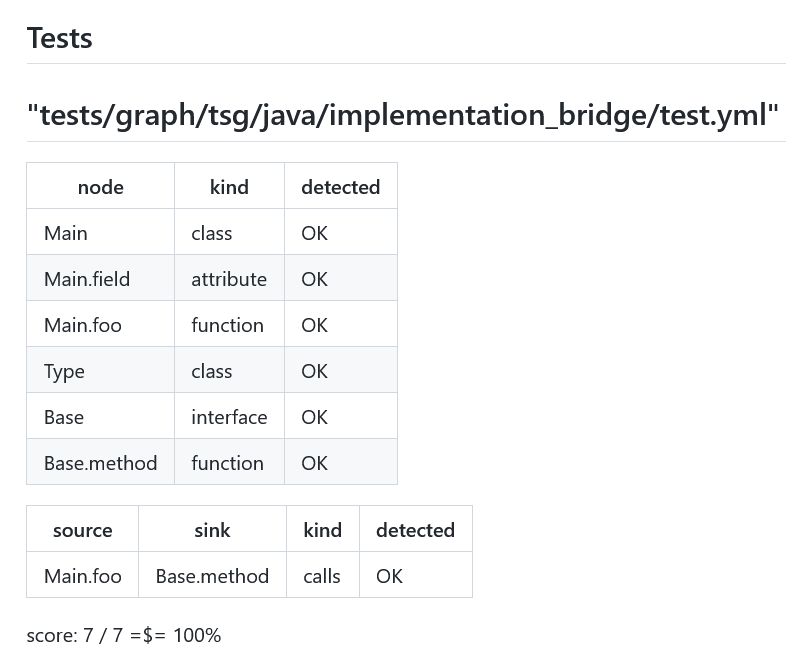 Tests
"tests/graph/tsg/java/implementation_bridge/test.yml"
node kind detected
Main class OK
Main.field attribute OK
Main.foo function OK
Type class OK
Base interface OK
Base.method function OK
source sink kind detected
Main.foo Base.method calls OK
score: 7 / 7 =$= 100%